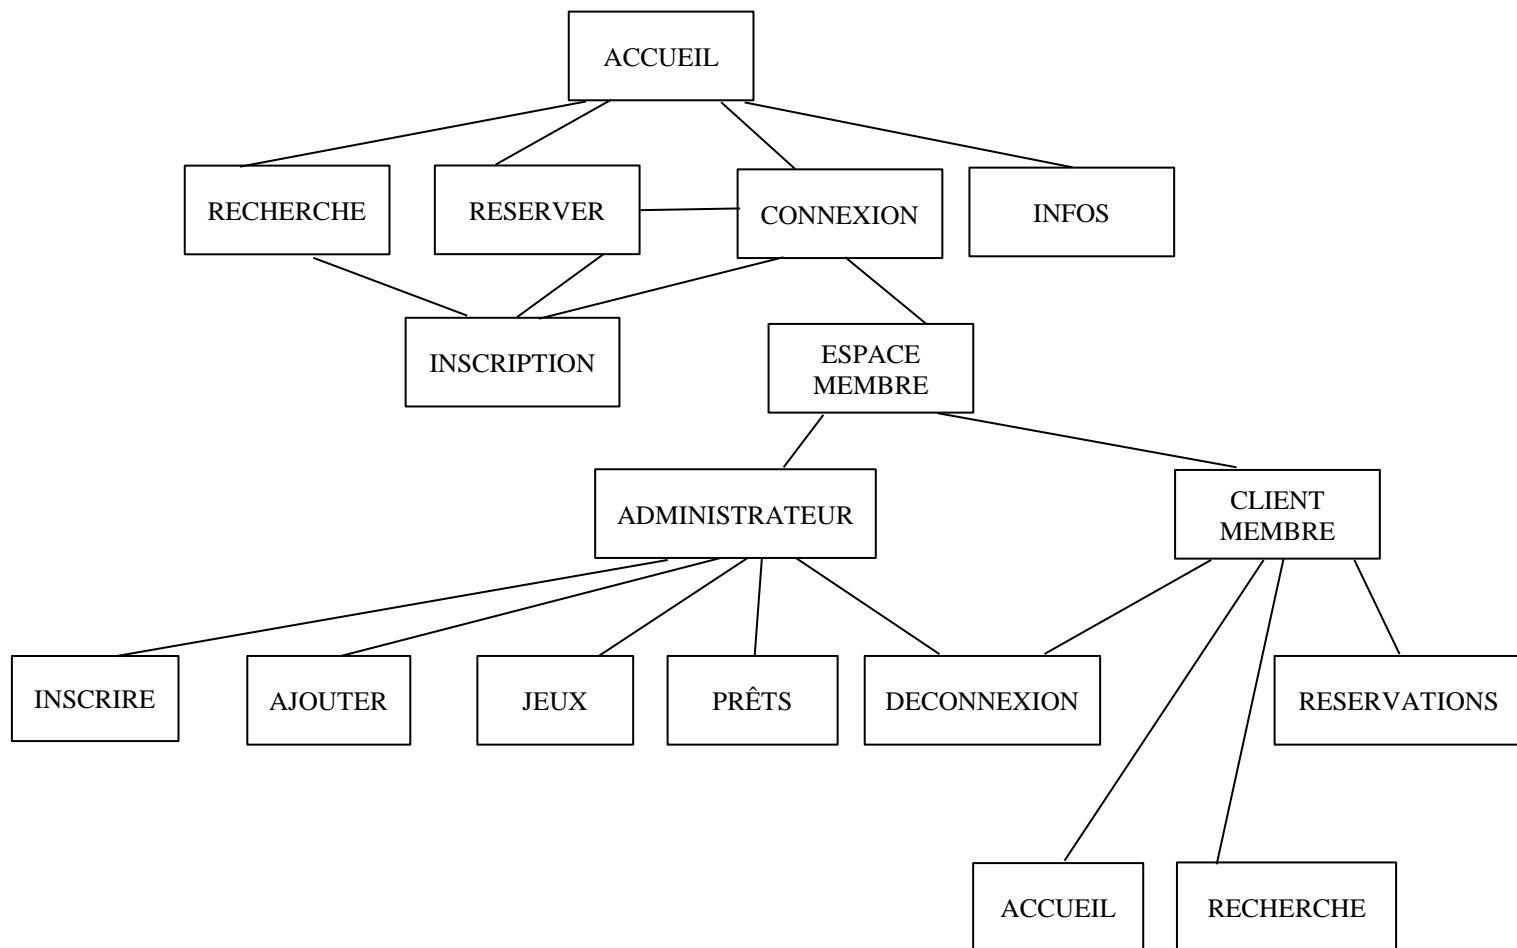 ACCUEIL
RECHERCHE
RESERVER
CONNEXION
INFOS
INSCRIPTION
ESPACE
MEMBRE
ADMINISTRATEUR
CLIENT
MEMBRE
INSCRIRE
AJOUTER
JEUX
PRÊTS
DECONNEXION
RESERVATIONS
ACCUEIL
RECHERCHE